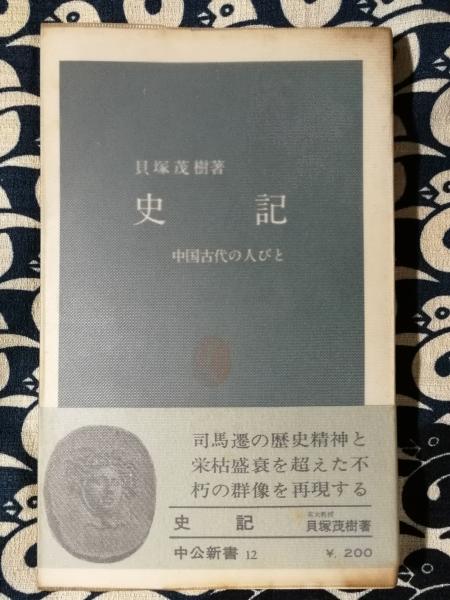 貝塚茂樹著
史記
中国古代の人びと
司馬遷の歴史精神と
栄枯盛衰を超えた不
朽の群像を再現する
史記
京大教授
貝塚茂樹著
中公新書 12
¥. 200